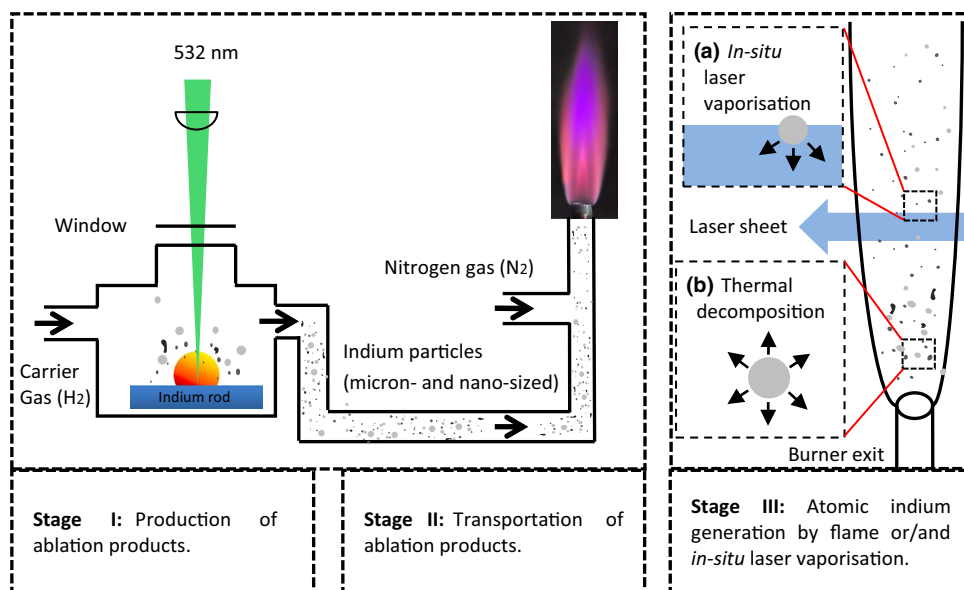 532 nm
Window
Carrier
Gas (H2)
Indium rod
Nitrogen gas (N2)
Indium particles
(micron- and nano-sized)
(a) In-situ
laser
vaporisation
Laser sheet
(b) Thermal
decomposition
Burner exit
Stage I: Production of
ablation products.
Stage II: Transportation of
ablation products.
Stage III: Atomic indium
generation by flame or/and
in-situ laser vaporisation.